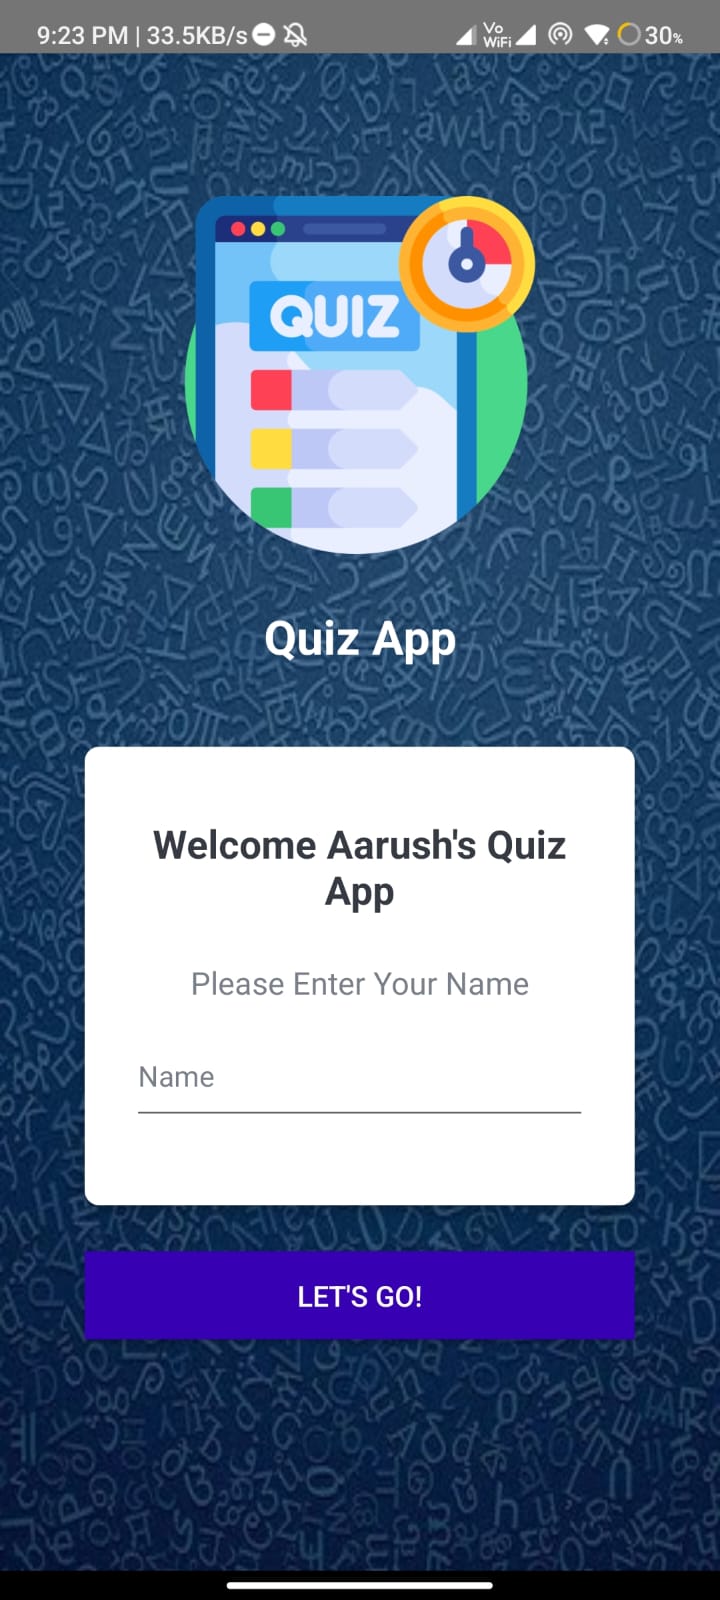 9:23 PM | 33.5KB/s Vo WiFi 30%
QUIZ
Quiz App
Welcome Aarush's Quiz
App
Please Enter Your Name
Name
LET'S GO!